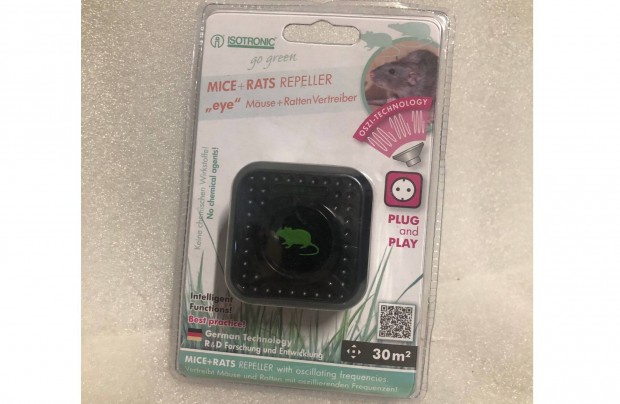 ISOTRONIC®
go green
MICE+RATS REPELLER
„eye“ Mäuse+RattenVertreiber
OSZI-TECHNOLOGY
Keine chemischen Wirkstoffe!
No chemical agents!
PLUG
and
PLAY
Intelligent
Functions!
Best practice!
German Technology
R&D Forschung und Entwicklung
30m²
MICE+RATS REPELLER with oscillating frequencies
Vertreibt Mäuse und Ratten mit oszillierenden Frequenzen!